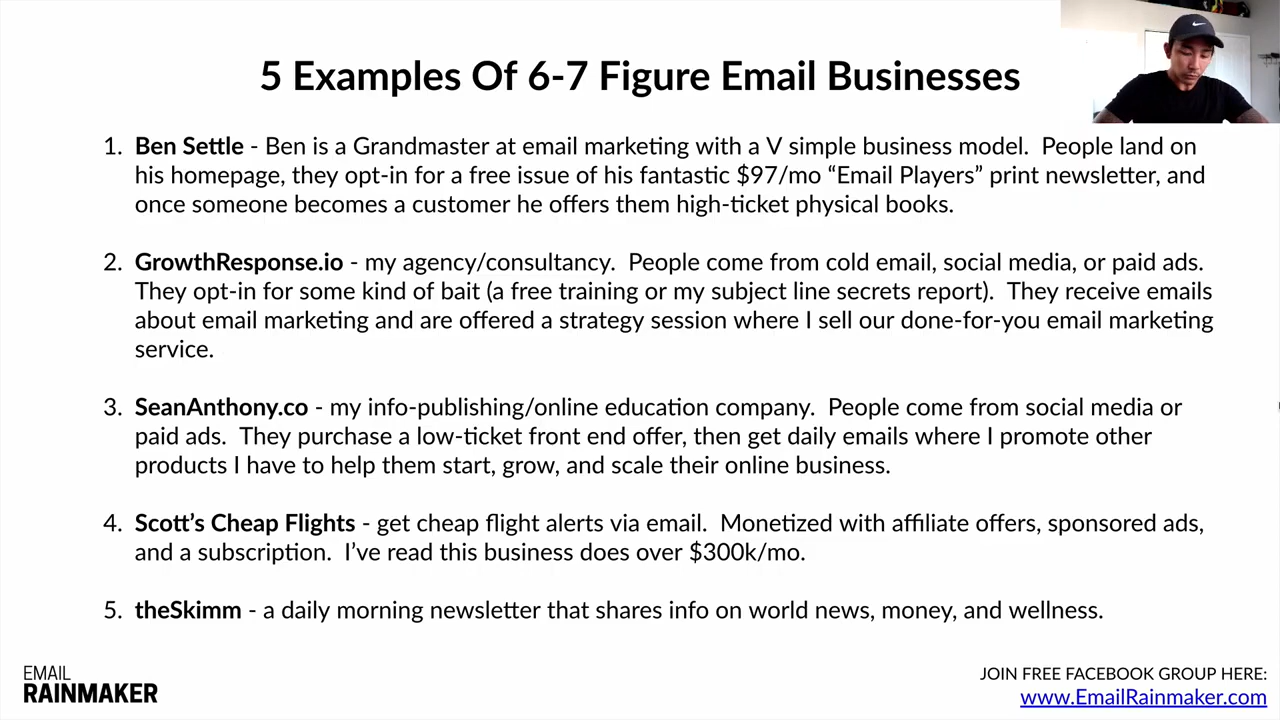 5 Examples Of 6-7 Figure Email Businesses
1. Ben Settle - Ben is a Grandmaster at email marketing with a V simple business model.  People land on
his homepage, they opt-in for a free issue of his fantastic $97/mo “Email Players” print newsletter, and
once someone becomes a customer he offers them high-ticket physical books.
2. GrowthResponse.io - my agency/consultancy.  People come from cold email, social media, or paid ads.
They opt-in for some kind of bait (a free training or my subject line secrets report).  They receive emails
about email marketing and are offered a strategy session where I sell our done-for-you email marketing
service.
3. SeanAnthony.co - my info-publishing/online education company.  People come from social media or
paid ads.  They purchase a low-ticket front end offer, then get daily emails where I promote other
products I have to help them start, grow, and scale their online business.
4. Scott’s Cheap Flights - get cheap flight alerts via email.  Monetized with affiliate offers, sponsored ads,
and a subscription.  I’ve read this business does over $300k/mo.
5. theSkimm - a daily morning newsletter that shares info on world news, money, and wellness.
EMAIL
RAINMAKER
JOIN FREE FACEBOOK GROUP HERE:
www.EmailRainmaker.com